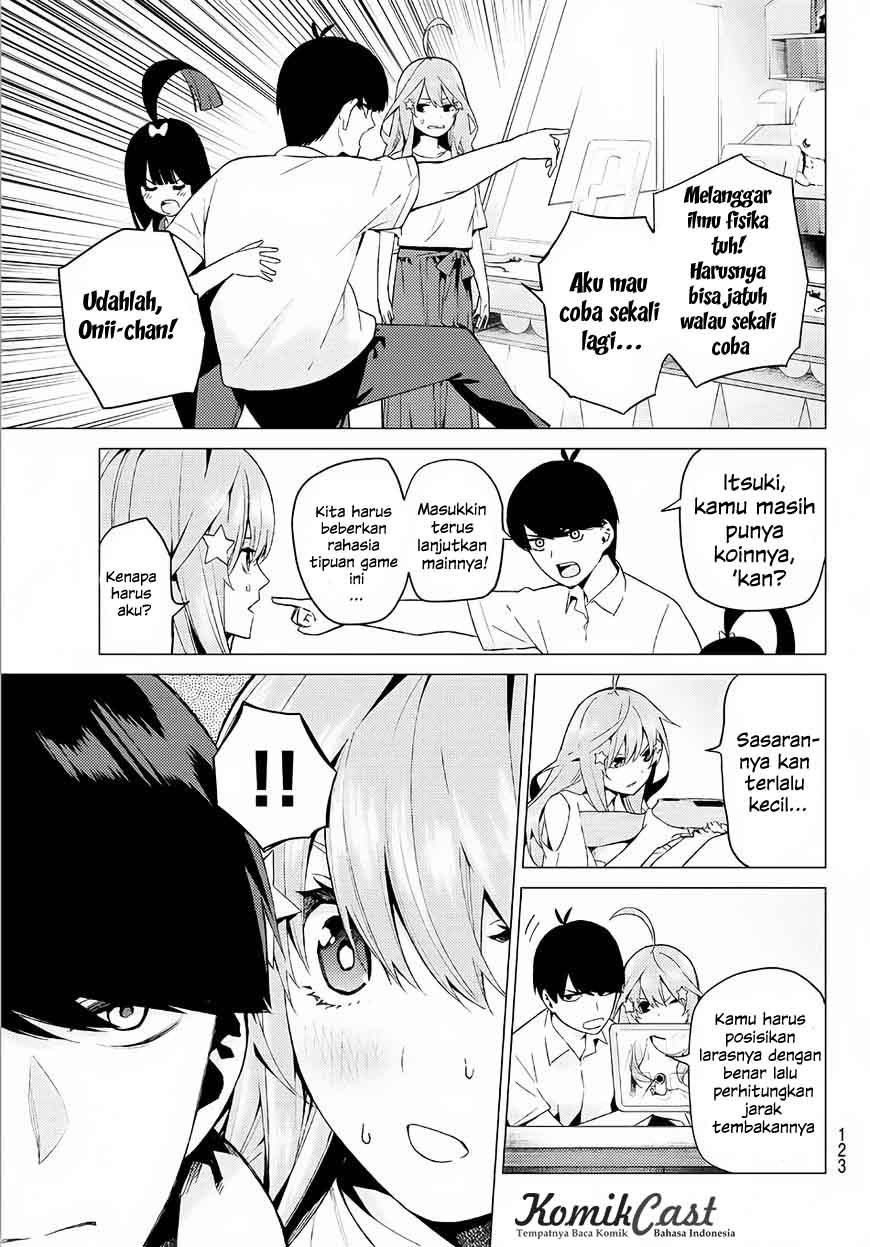 Melanggar
ilmu fisika
tuh!
Harusnya
bisa jatuh
walau sekali
coba
Aku mau
coba sekali
lagi...
Udahlah,
Onii-chan!
Itsuki,
kamu masih
punya
koinnya,
'kan?
Masukkin
terus
lanjutkan
mainnya!
Kita harus
beberkan
rahasia
tipuan game
ini
...
Kenapa
harus
aku?
Sasaran-
nya kan
terlalu
kecil...
Kamu harus
posisikan
larasnya dengan
benar lalu
perhitungkan
jarak
tembakannya
!!
123
KomikCast
Tempatnya Baca Komik Bahasa Indonesia